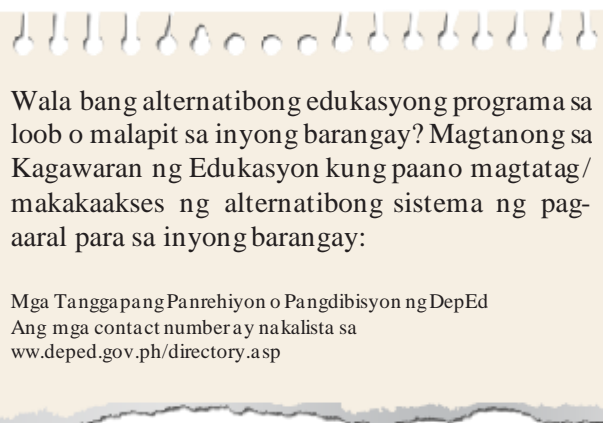 Wala bang alternatibong edukasyong programa sa
loob o malapit sa inyong barangay? Magtanong sa
Kagawaran ng Edukasyon kung paano magtatag/
makakaakses ng alternatibong sistema ng pag-
aaral para sa inyong barangay:
Mga Tanggapang Panrehiyon o Pangdibisyon ng DepEd
Ang mga contact number ay nakalista sa
ww.deped.gov.ph/directory.asp